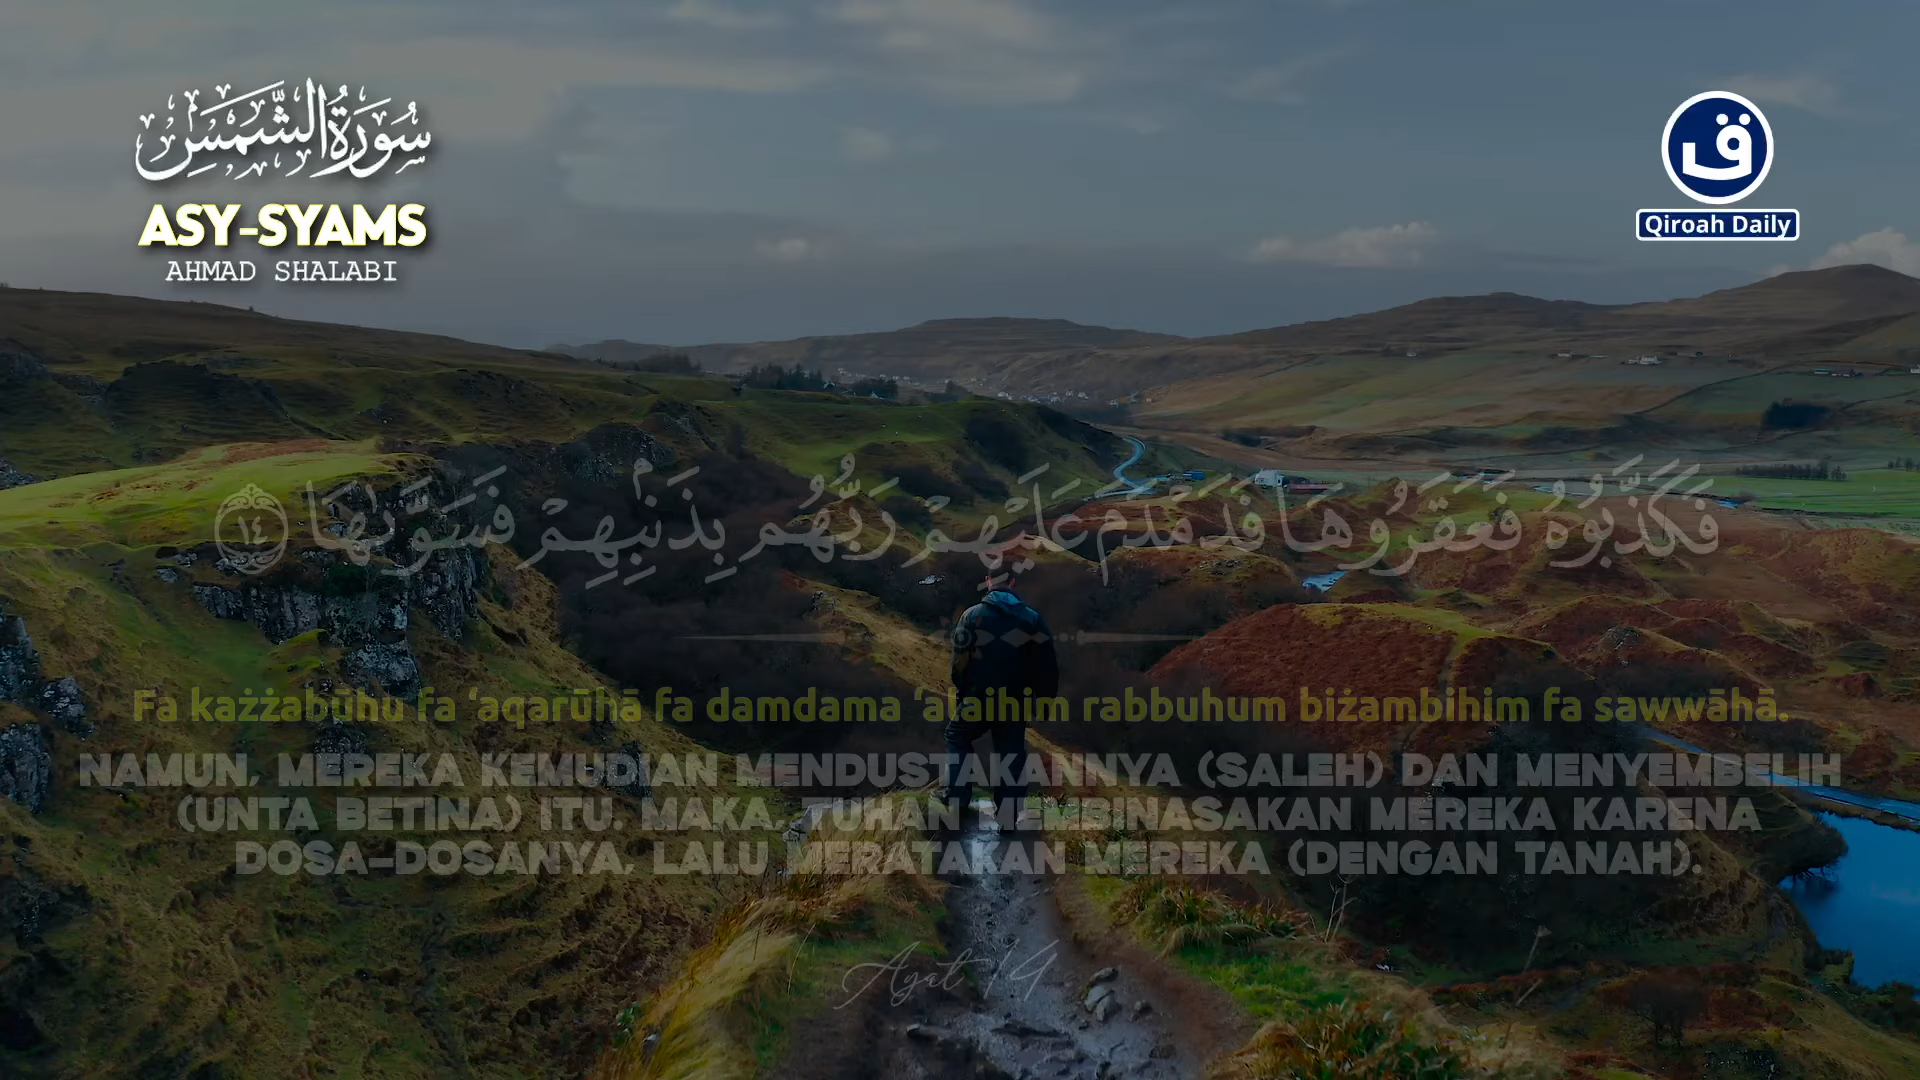 سُورَةُ الشَّمْسِ
ASY-SYAMS
AHMAD SHALABI
ق
Qiroah Daily
فَكَذَّبُوهُ فَعَقَرُوهَا فَدَمْدَمَ عَلَيْهِمْ رَبُّهُم بِذَنۢبِهِمْ فَسَوَّىٰهَا ١٤
Fa każżabūhu fa ‘aqarūhā fa damdama ‘alaihim rabbuhum biżambihim fa sawwāhā.
NAMUN, MEREKA KEMUDIAN MENDUSTAKANNYA (SALEH) DAN MENYEMBELIH
(UNTA BETINA) ITU. MAKA, TUHAN MEMBINASAKAN MEREKA KARENA
DOSA-DOSANYA, LALU MERATAKAN MEREKA (DENGAN TANAH).
Ayat 14